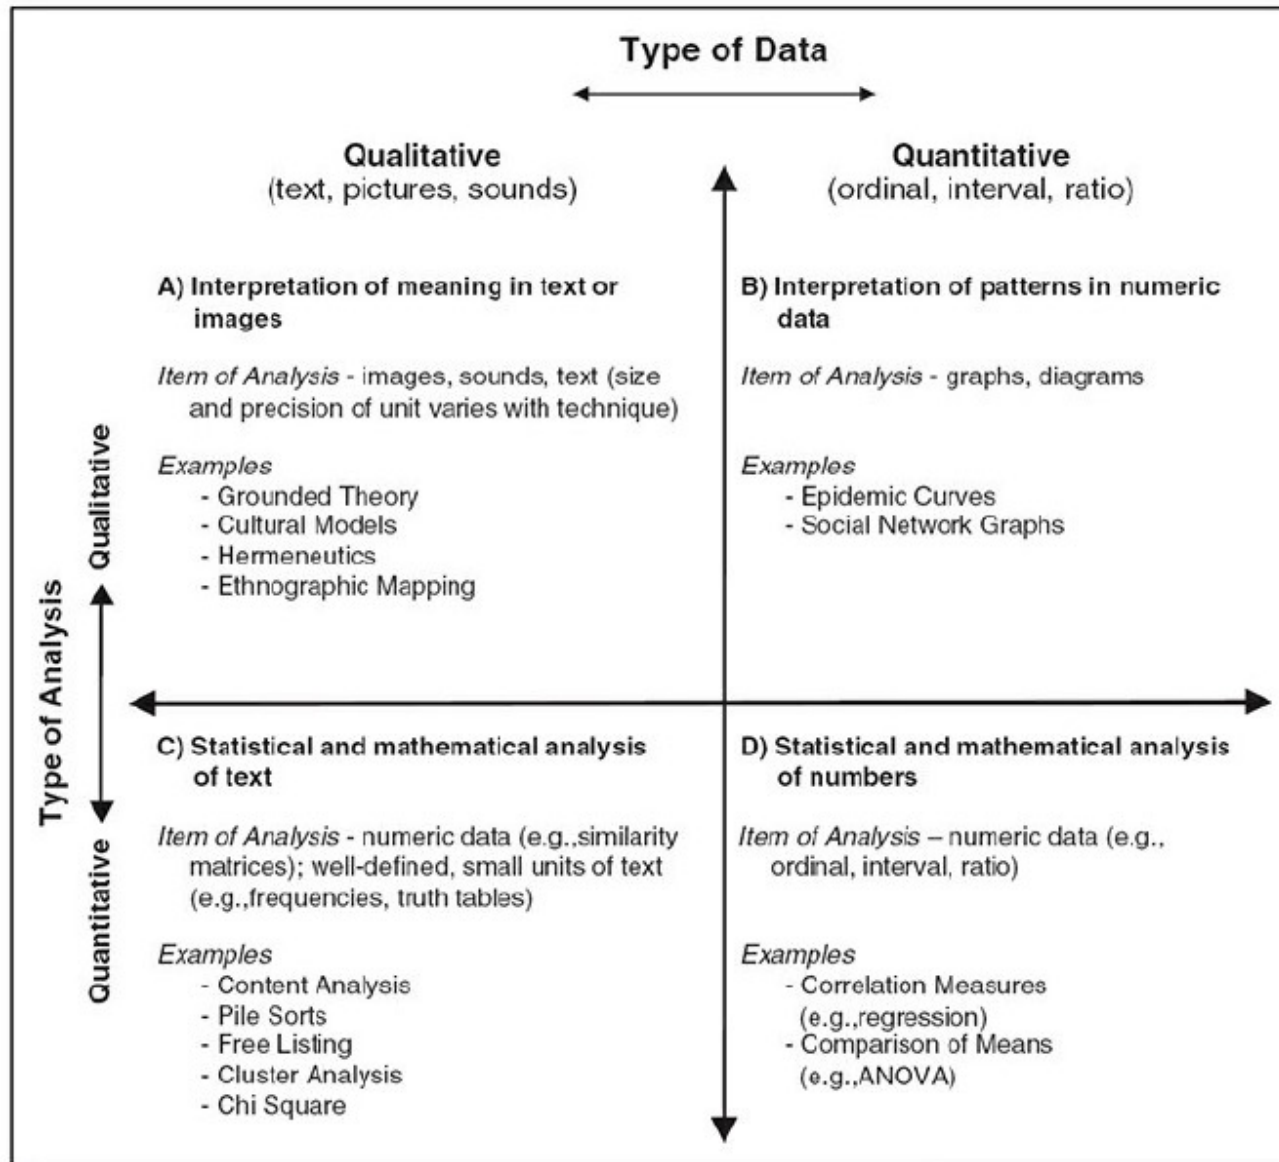 Type of Data
Qualitative
(text, pictures, sounds)
Quantitative
(ordinal, interval, ratio)
Type of Analysis
Qualitative
Quantitative
A) Interpretation of meaning in text or
images
Item of Analysis - images, sounds, text (size
and precision of unit varies with technique)
Examples
- Grounded Theory
- Cultural Models
- Hermeneutics
- Ethnographic Mapping
B) Interpretation of patterns in numeric
data
Item of Analysis - graphs, diagrams
Examples
- Epidemic Curves
- Social Network Graphs
C) Statistical and mathematical analysis
of text
Item of Analysis - numeric data (e.g.,similarity
matrices); well-defined, small units of text
(e.g.,frequencies, truth tables)
Examples
- Content Analysis
- Pile Sorts
- Free Listing
- Cluster Analysis
- Chi Square
D) Statistical and mathematical analysis
of numbers
Item of Analysis – numeric data (e.g.,
ordinal, interval, ratio)
Examples
- Correlation Measures
(e.g.,regression)
- Comparison of Means
(e.g.,ANOVA)